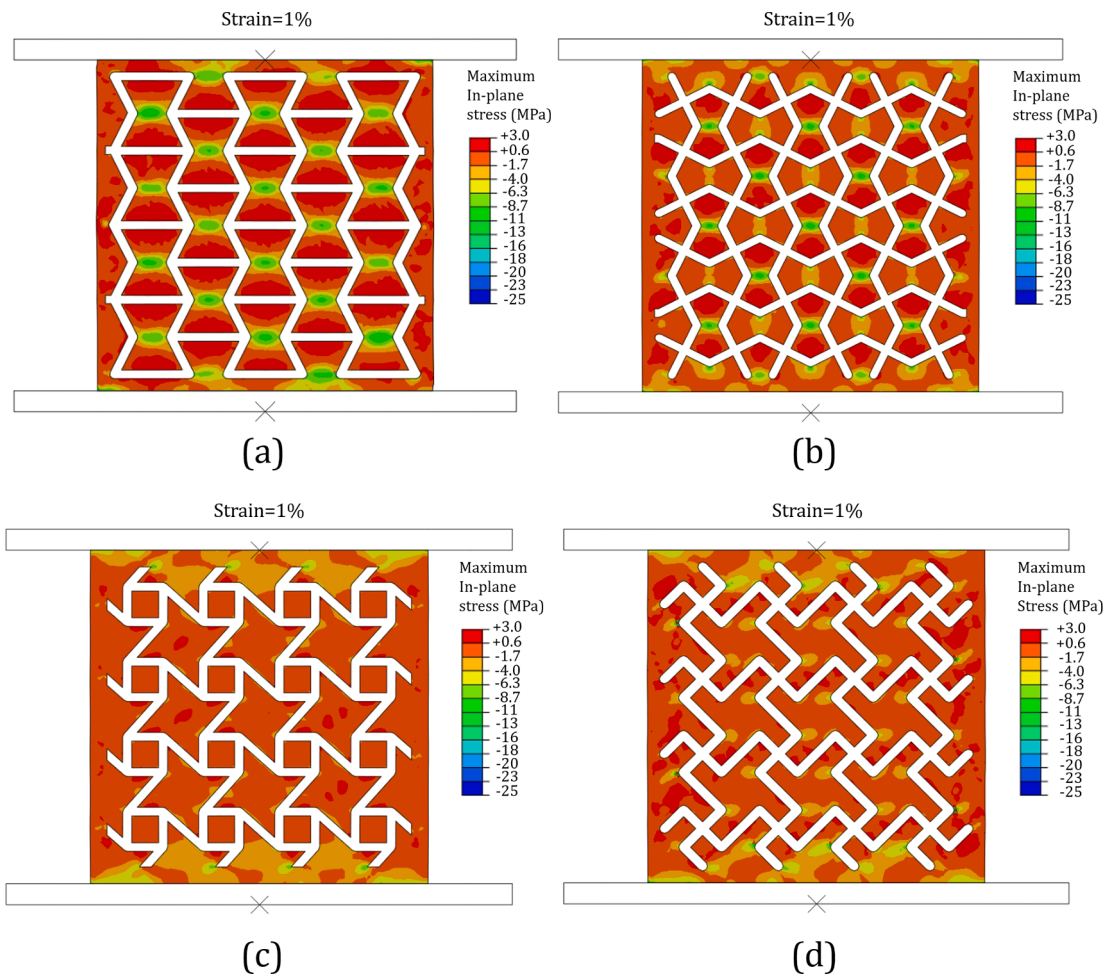 Strain=1%
Maximum
In-plane
stress (MPa)
+3.0
+0.6
-1.7
-4.0
-6.3
-8.7
-11
-13
-16
-18
-20
-23
-25
(a)
Strain=1%
Maximum
In-plane
stress (MPa)
+3.0
+0.6
-1.7
-4.0
-6.3
-8.7
-11
-13
-16
-18
-20
-23
-25
(b)
Strain=1%
Maximum
In-plane
stress (MPa)
+3.0
+0.6
-1.7
-4.0
-6.3
-8.7
-11
-13
-16
-18
-20
-23
-25
(c)
Strain=1%
Maximum
In-plane
Stress (MPa)
+3.0
+0.6
-1.7
-4.0
-6.3
-8.7
-11
-13
-16
-18
-20
-23
-25
(d)